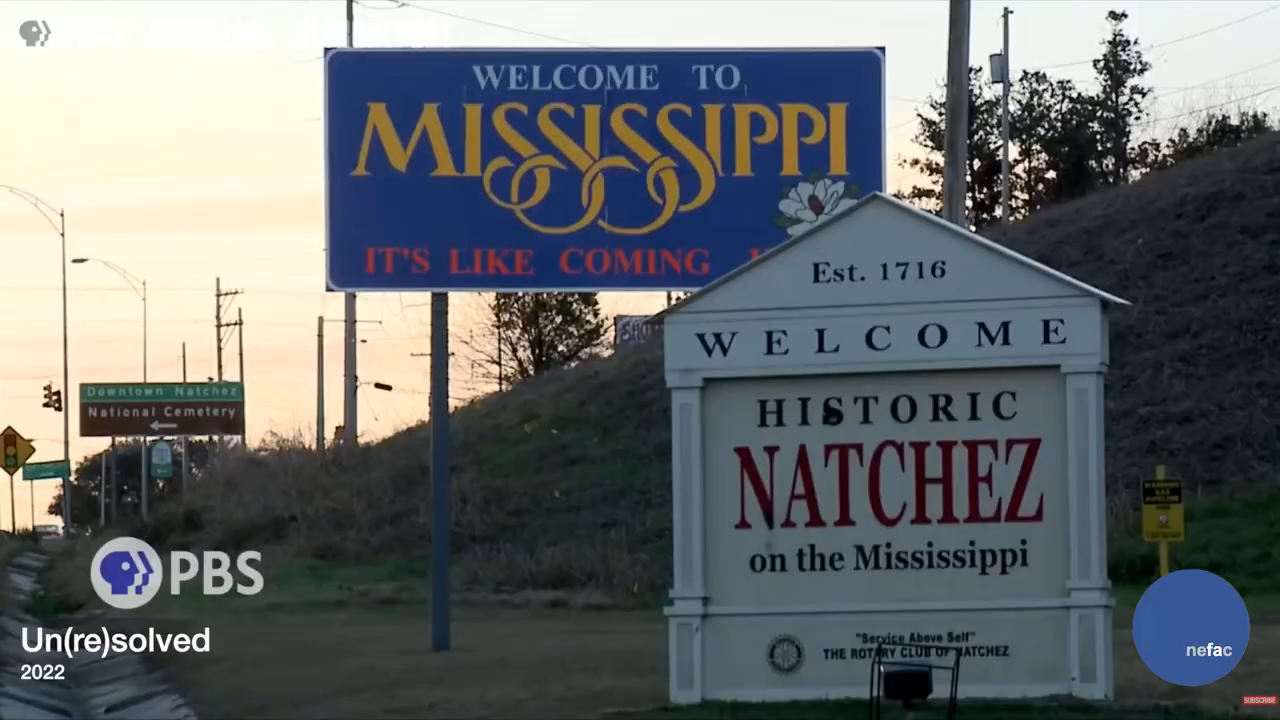 WELCOME TO
MISSISSIPPI
IT'S LIKE COMING
Est. 1716
WELCOME
HISTORIC
NATCHEZ
on the Mississippi
"Service Above Self"
THE ROTARY CLUB OF NATCHEZ
Downtown Natchez
National Cemetery
PBS
Un(re)solved
2022
nefac
SUBSCRIBE